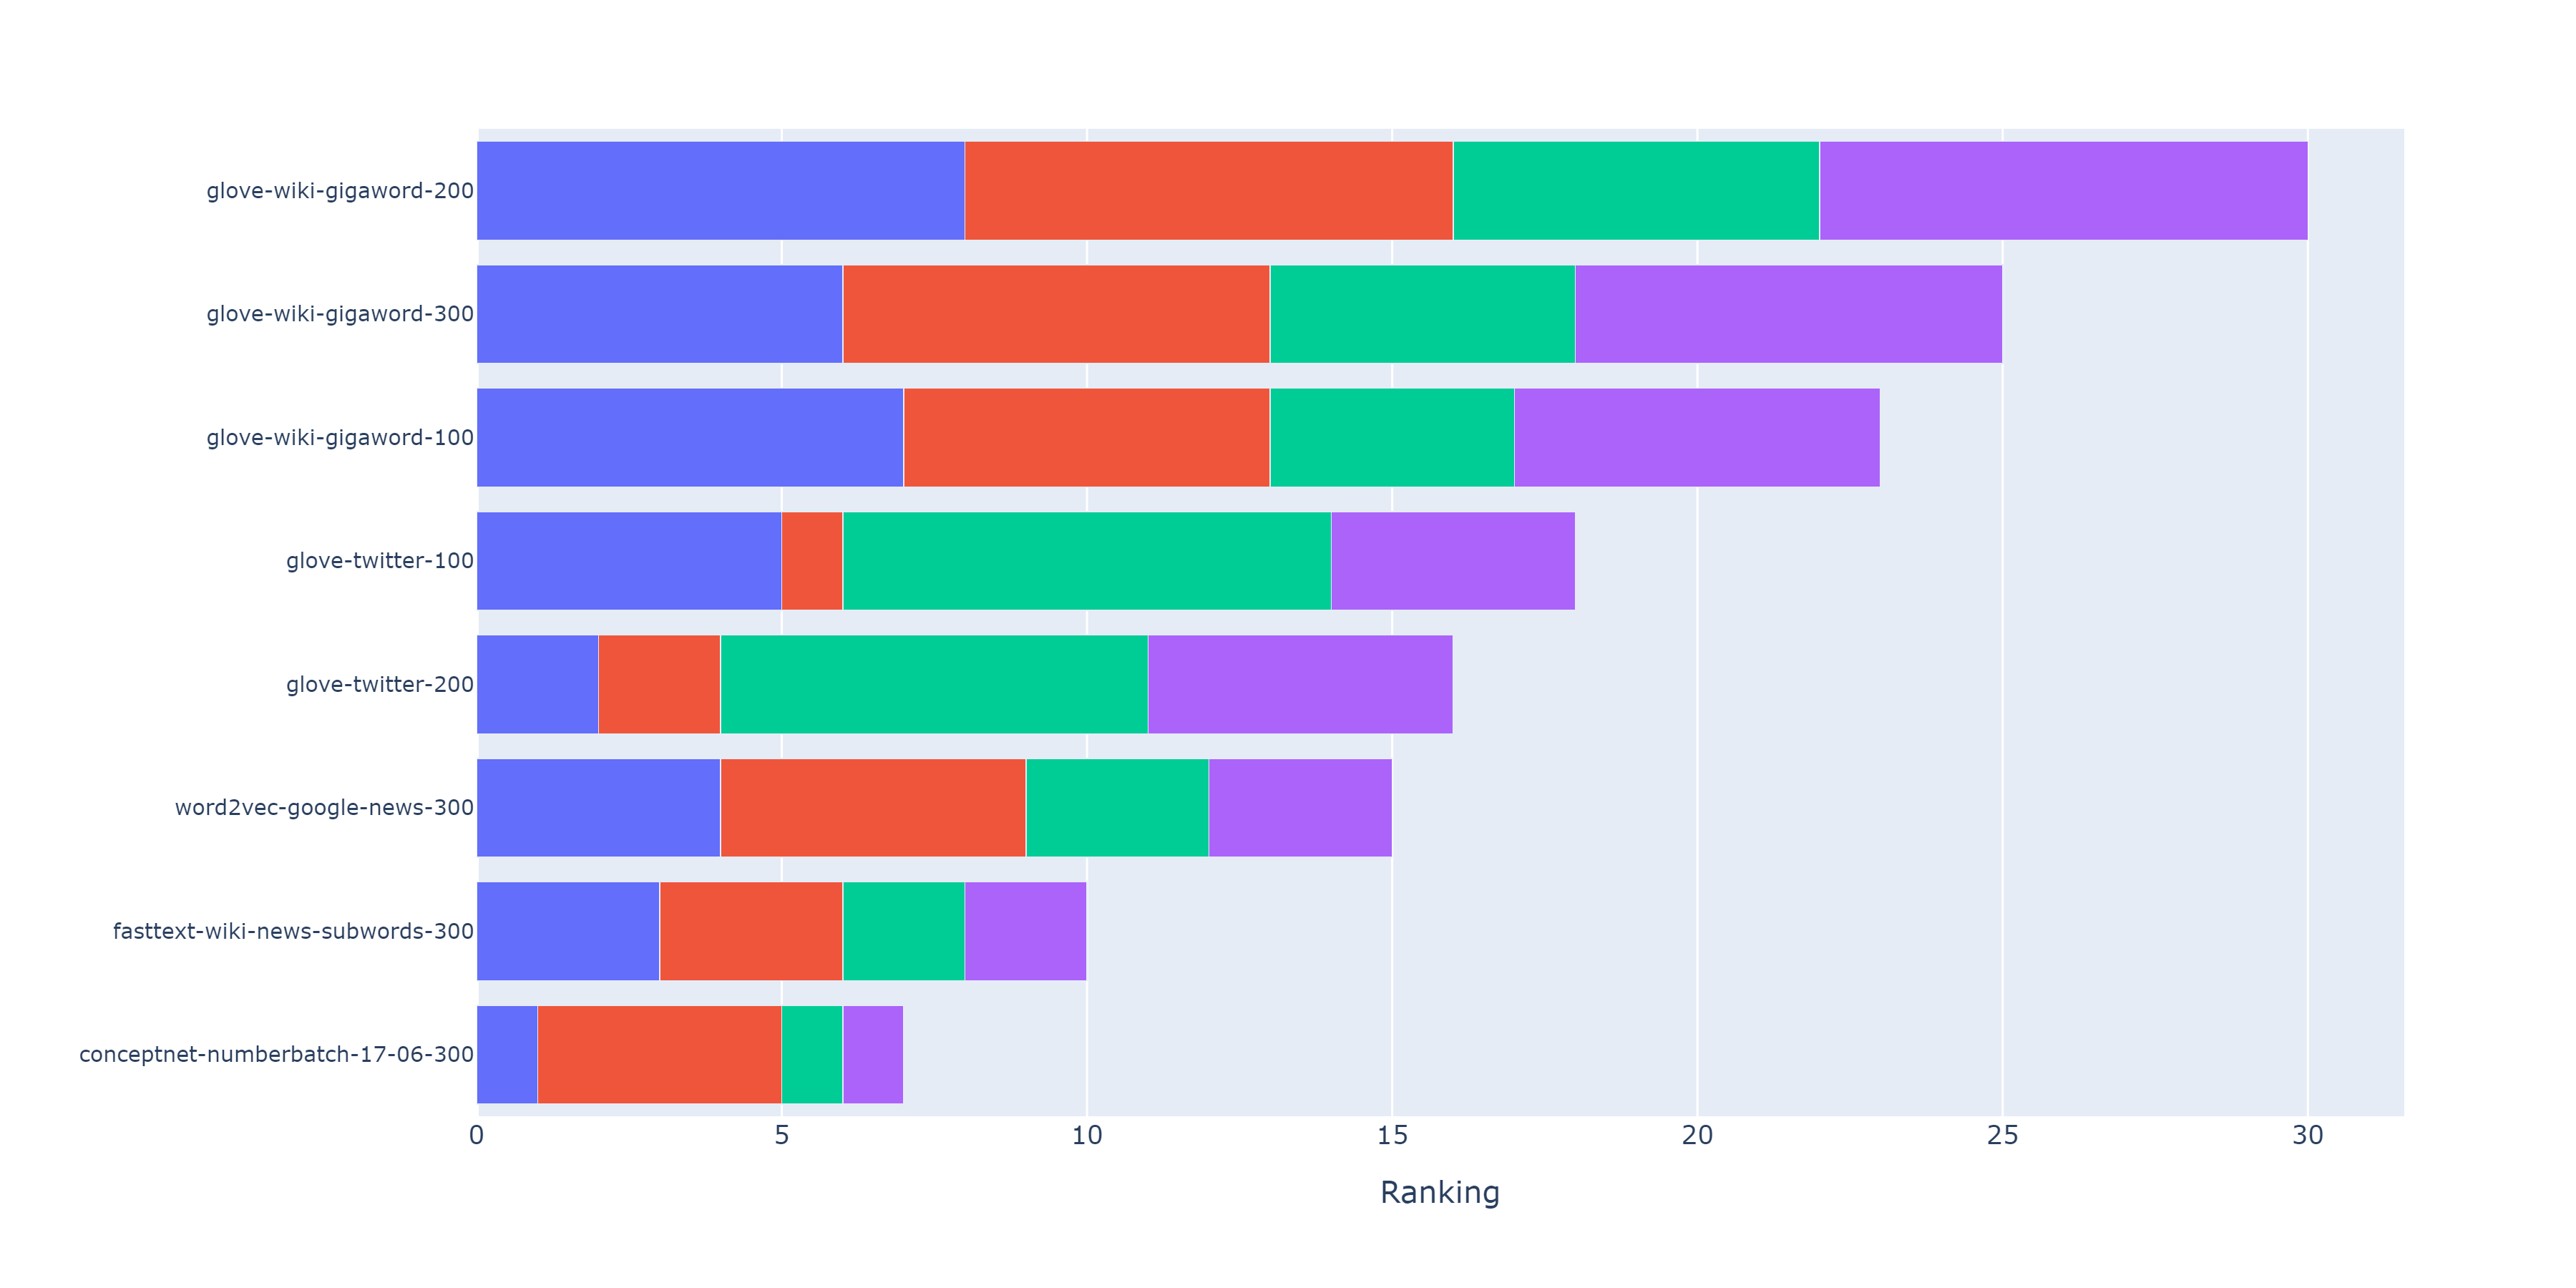 glove-wiki-gigaword-200
glove-wiki-gigaword-300
glove-wiki-gigaword-100
glove-twitter-100
glove-twitter-200
word2vec-google-news-300
fasttext-wiki-news-subwords-300
conceptnet-numberbatch-17-06-300
0 5 10 15 20 25 30
Ranking